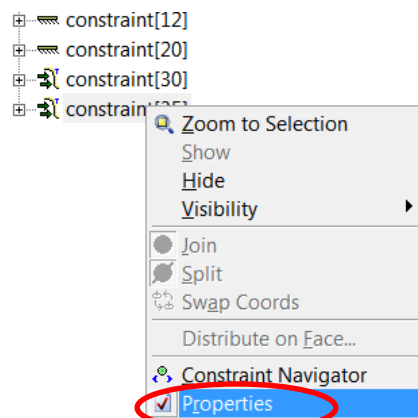 constraint[12]
constraint[20]
constraint[30]
Zoom to Selection
Show
Hide
Visibility
Join
Split
Swap Coords
Distribute on Face...
Constraint Navigator
Properties